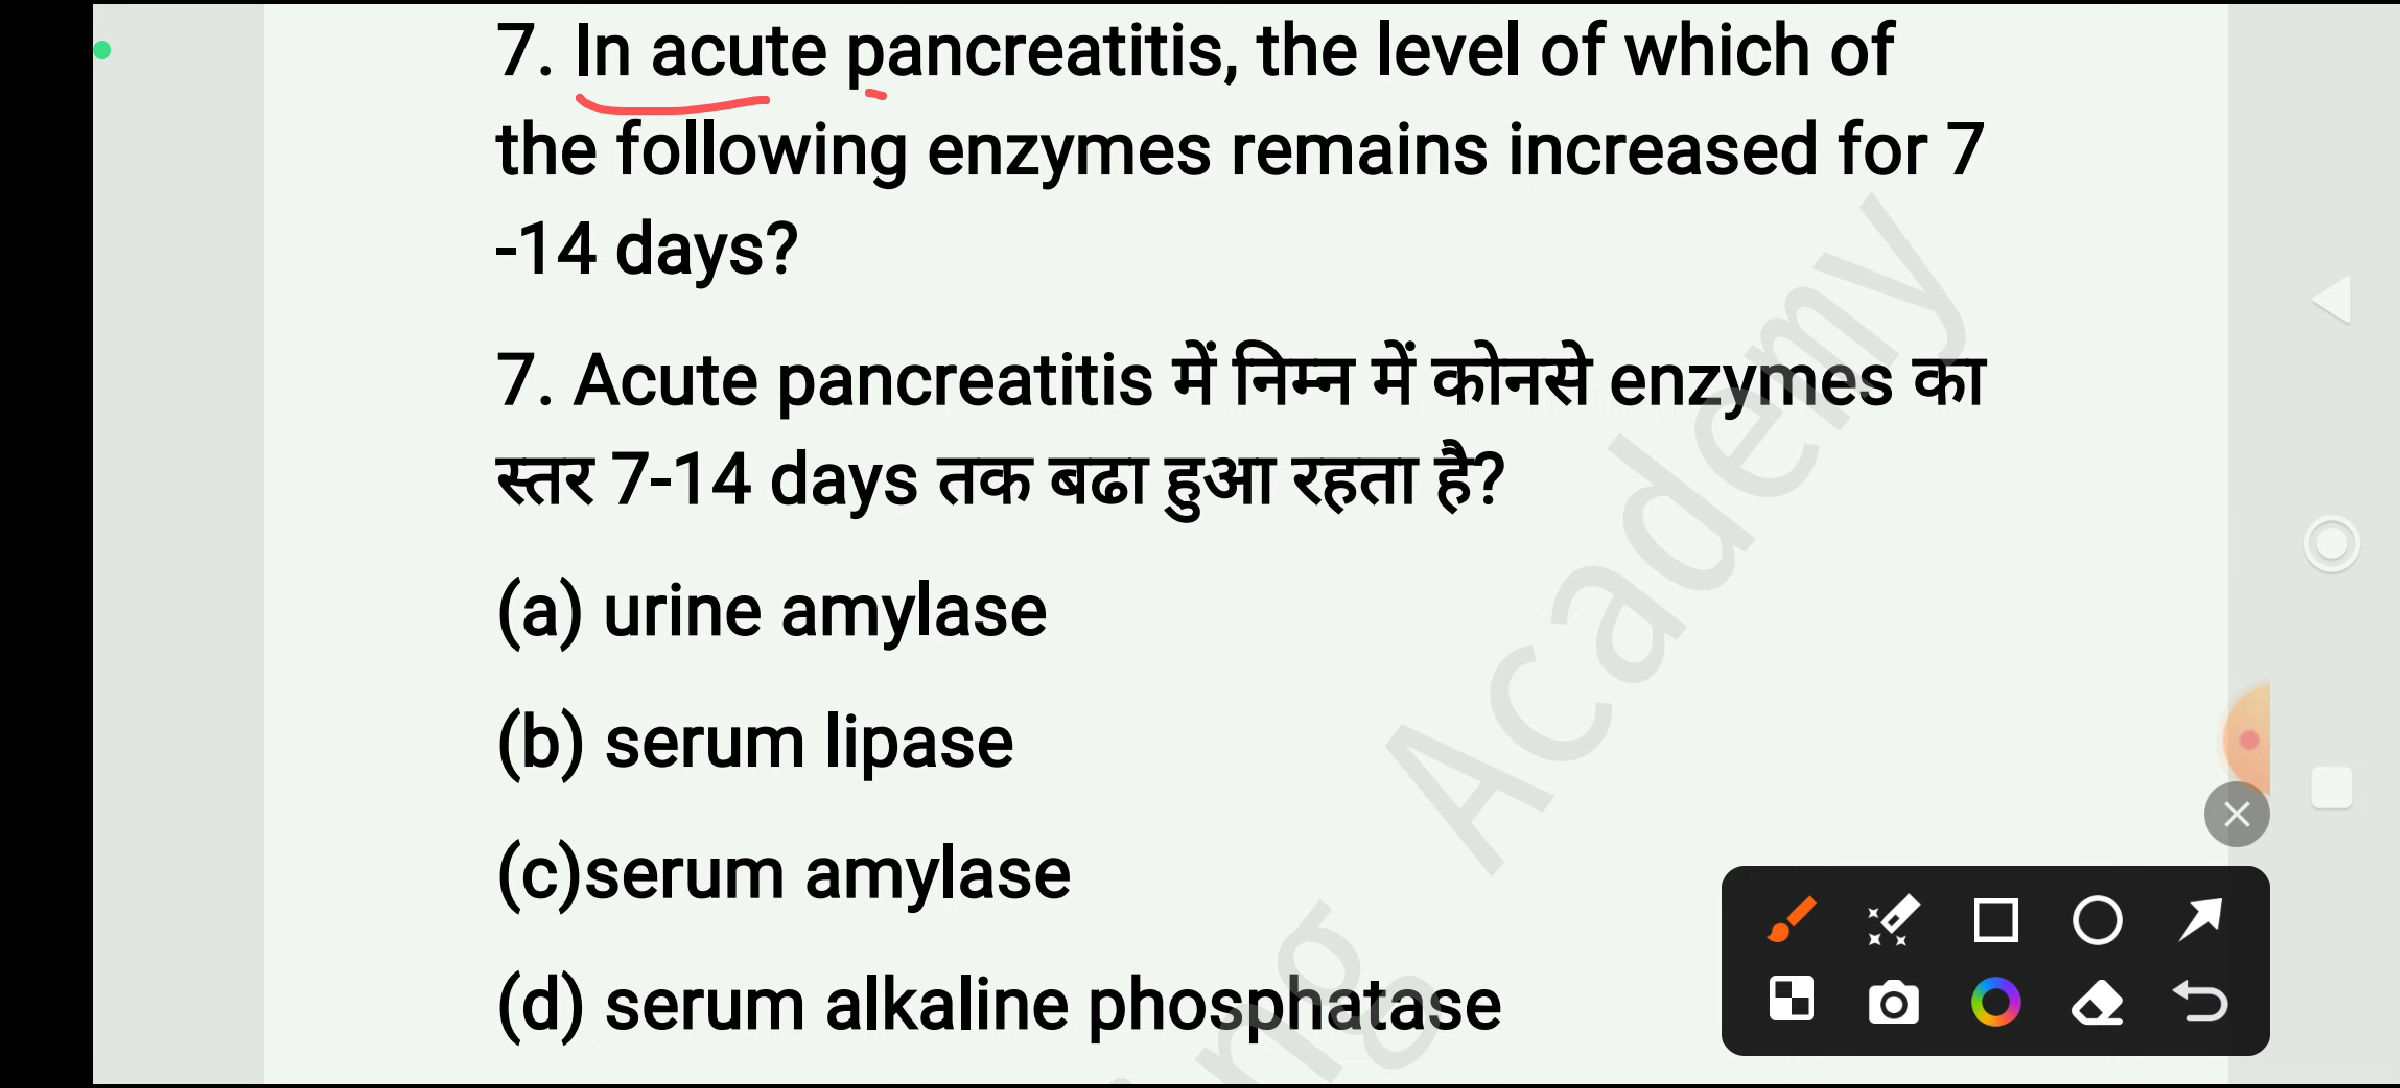 7. In acute pancreatitis, the level of which of
the following enzymes remains increased for 7
-14 days?
7. Acute pancreatitis में निम्न में कोनसे enzymes का
स्तर 7-14 days तक बढा हुआ रहता है?
(a) urine amylase
(b) serum lipase
(c)serum amylase
(d) serum alkaline phosphatase
Academy